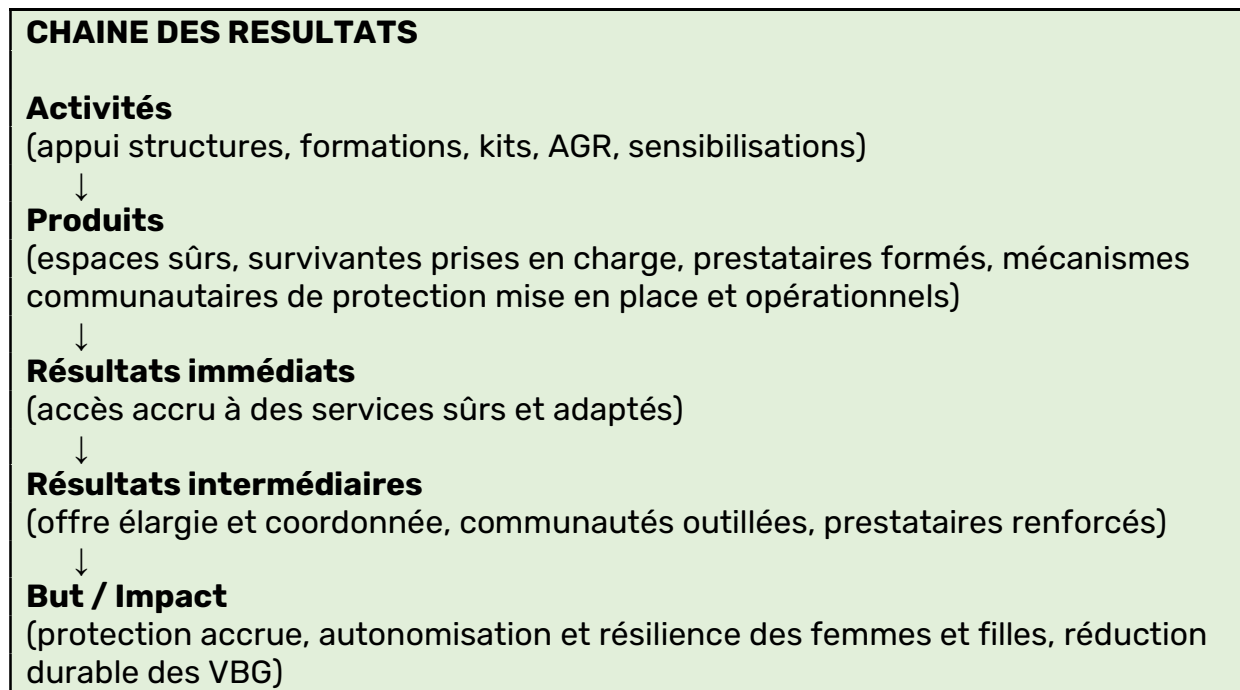 CHAINE DES RESULTATS
Activités
(appui structures, formations, kits, AGR, sensibilisations)
↓
Produits
(espaces sûrs, survivantes prises en charge, prestataires formés, mécanismes
communautaires de protection mise en place et opérationnels)
↓
Résultats immédiats
(accès accru à des services sûrs et adaptés)
↓
Résultats intermédiaires
(offre élargie et coordonnée, communautés outillées, prestataires renforcés)
↓
But / Impact
(protection accrue, autonomisation et résilience des femmes et filles, réduction
durable des VBG)